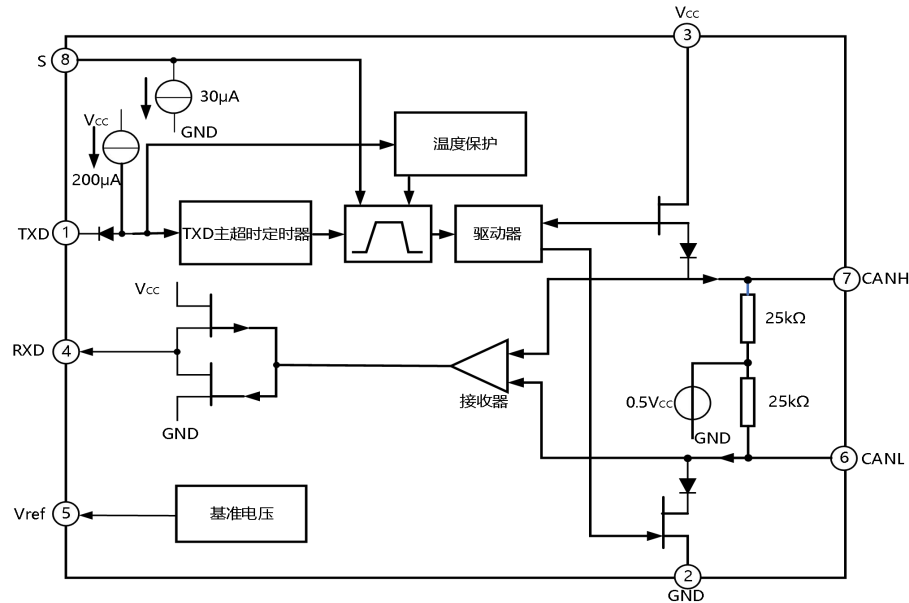 VCC
3
8
S
30μA
GND
VCC
200μA
温度保护
TXD
1
TXD主超时定时器
驱动器
7
CANH
VCC
25kΩ
RXD
4
接收器
0.5VCC
25kΩ
GND
GND
6
CANL
Vref
5
基准电压
2
GND